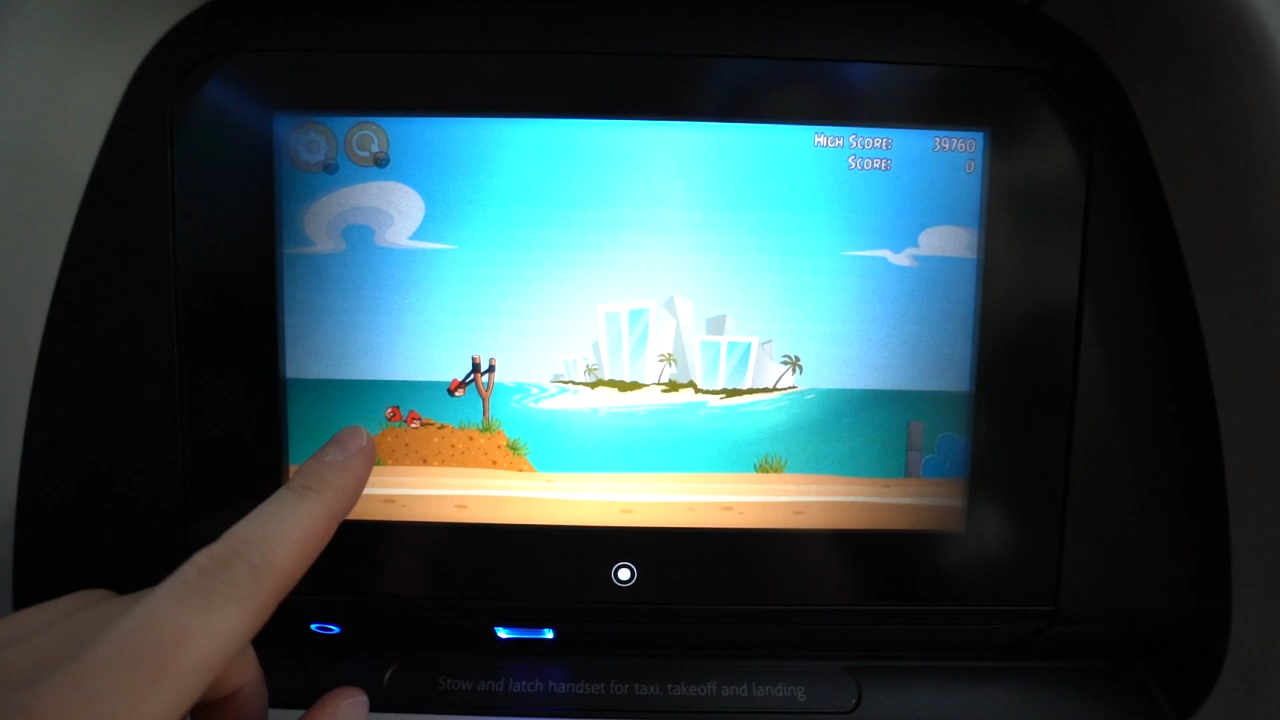 HIGH SCORE: 39760
SCORE: 0
Stow and latch handset for taxi, takeoff and landing